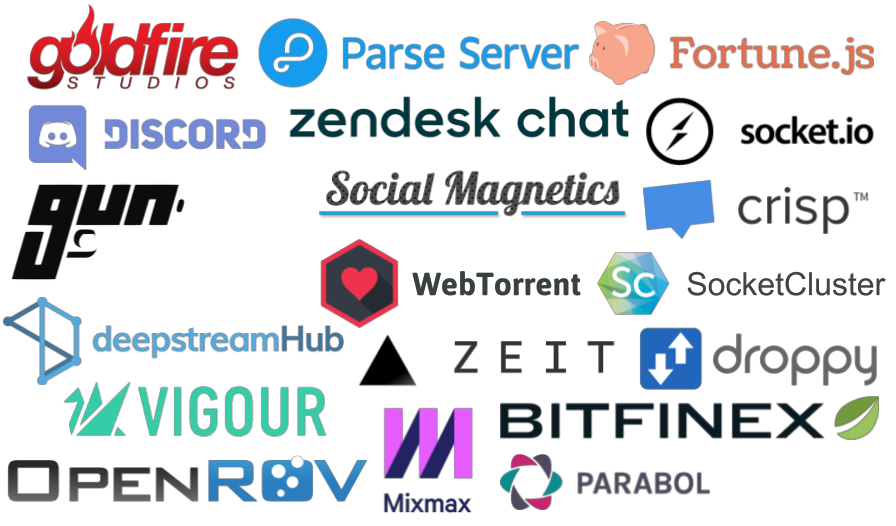 goldfire
STUDIOS
Parse Server
Fortune.js
DISCORD
zendesk chat
socket.io
gun
Social Magnetics
crisp™
WebTorrent
Sc
SocketCluster
deepstreamHub
ZEIT
droppy
VIGOUR
BITFINEX
OPENROV
Mixmax
PARABOL